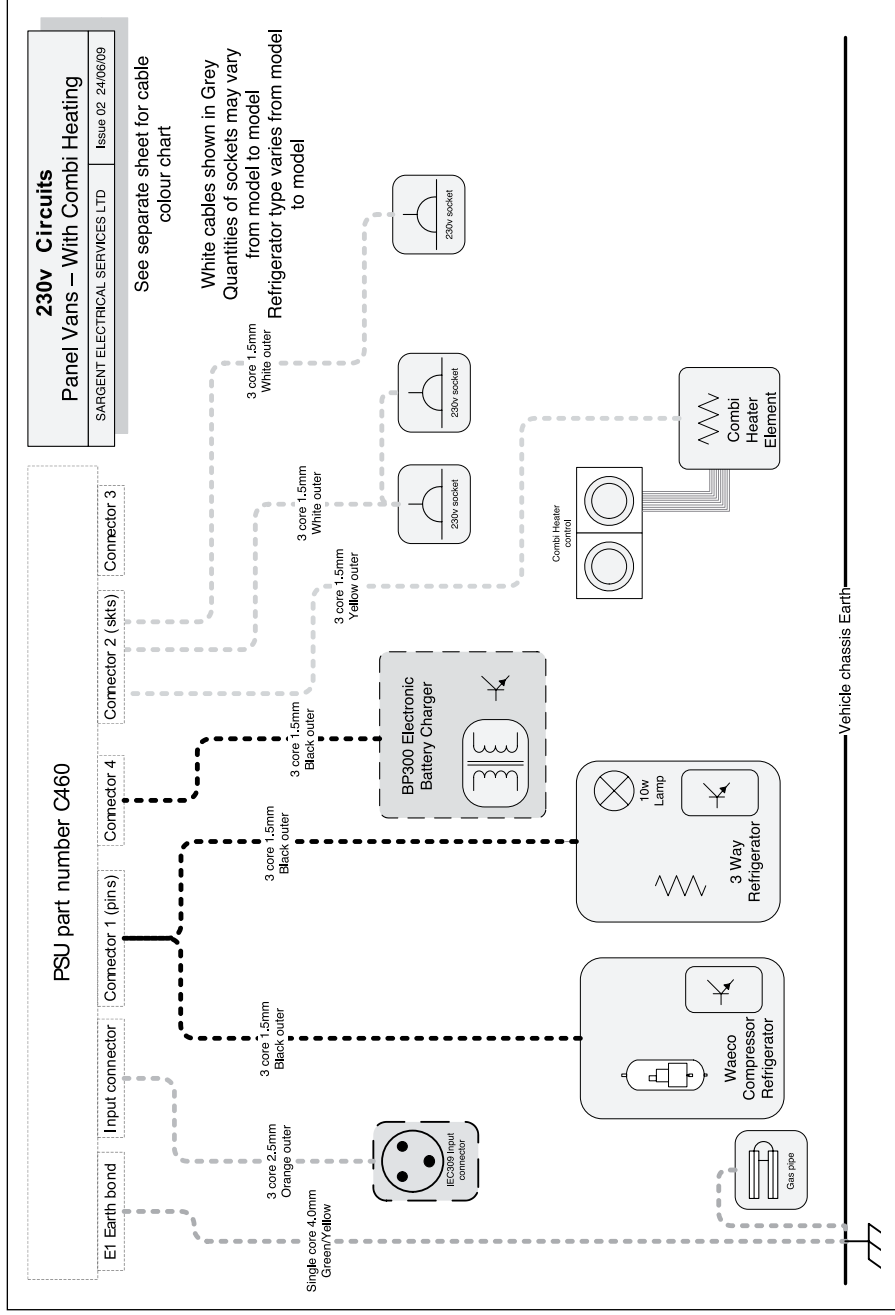 230v Circuits
Panel Vans – With Combi Heating
SARGENT ELECTRICAL SERVICES LTD
Issue 02 24/06/09
See separate sheet for cable
colour chart
White cables shown in Grey
Quantities of sockets may vary
from model to model
Refrigerator type varies from model
to model
PSU part number C460
E1 Earth bond
Input connector
Connector 1 (pins)
Connector 4
Connector 2 (skts)
Connector 3
Single core 4.0mm
Green/Yellow
3 core 2.5mm
Orange outer
3 core 1.5mm
Black outer
3 core 1.5mm
Black outer
3 core 1.5mm
Black outer
3 core 1.5mm
Yellow outer
3 core 1.5mm
White outer
3 core 1.5mm
White outer
IEC309 Input
connector
BP300 Electronic
Battery Charger
230v socket
230v socket
230v socket
Gas pipe
Waeco
Compressor
Refrigerator
10w
Lamp
3 Way
Refrigerator
Combi Heater
control
Combi
Heater
Element
Vehicle chassis Earth